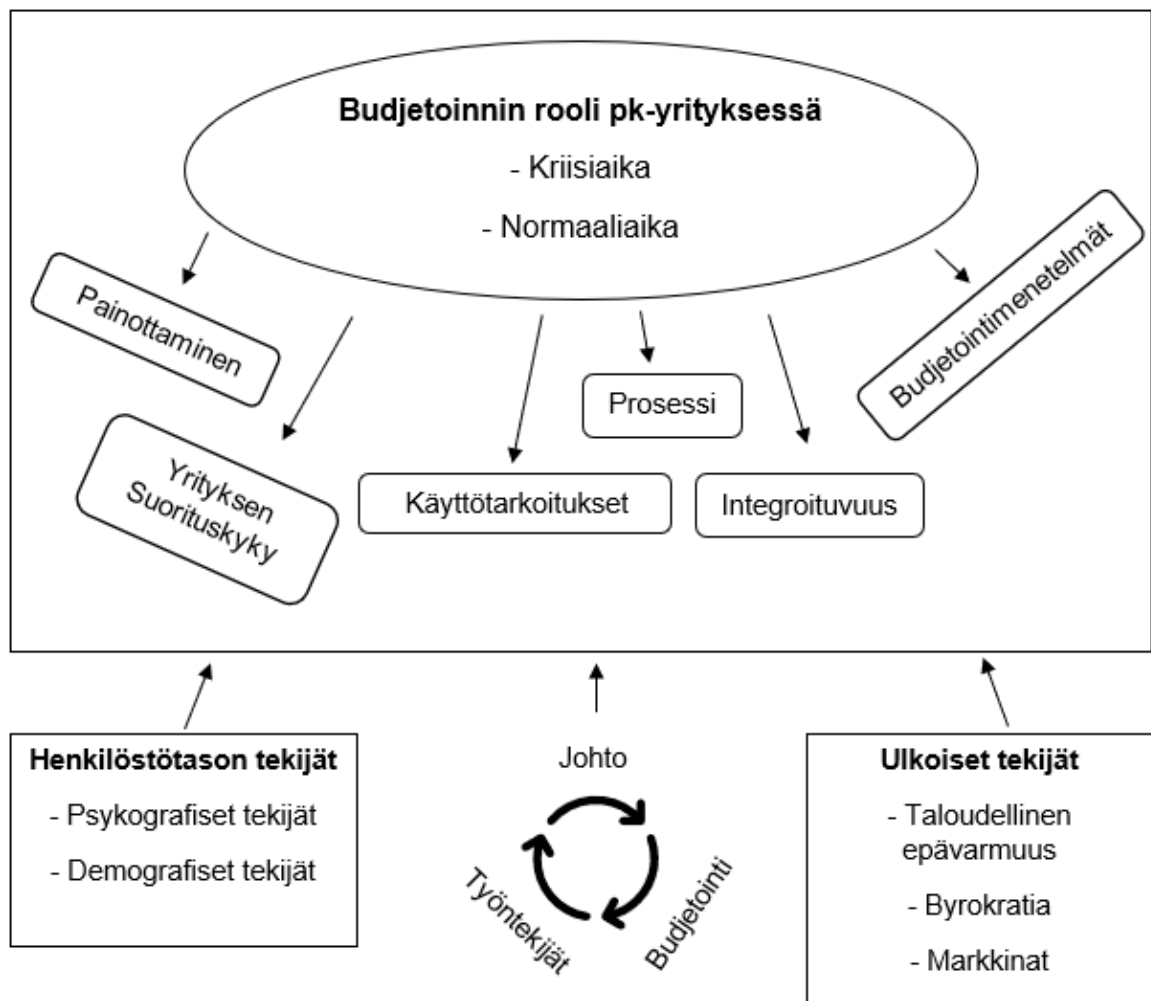 Budjetoinnin rooli pk-yrityksessä
- Kriisiaika
- Normaaliaika
Painottaminen
Yrityksen
Suorituskyky
Käyttötarkoitukset
Prosessi
Integroituvuus
Budjetointimenetelmät
Henkilöstötason tekijät
- Psykografiset tekijät
- Demografiset tekijät
Johto
Työntekijät
Budjetointi
Ulkoiset tekijät
- Taloudellinen
epävarmuus
- Byrokratia
- Markkinat